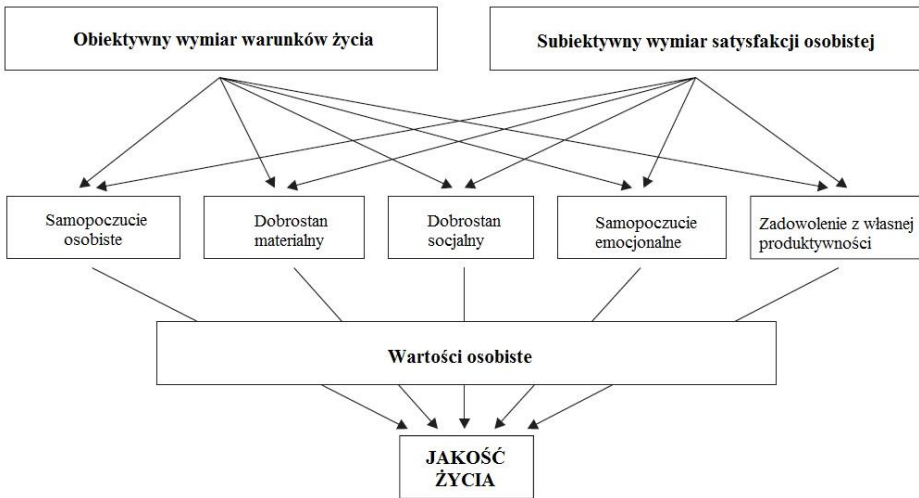 Obiektywny wymiar warunków życia
Subiektywny wymiar satysfakcji osobistej
Samopoczucie
osobiste
Dobrostan
materialny
Dobrostan
socjalny
Samopoczucie
emocjonalne
Zadowolenie z własnej
produktywności
Wartości osobiste
JAKOŚĆ
ŻYCIA